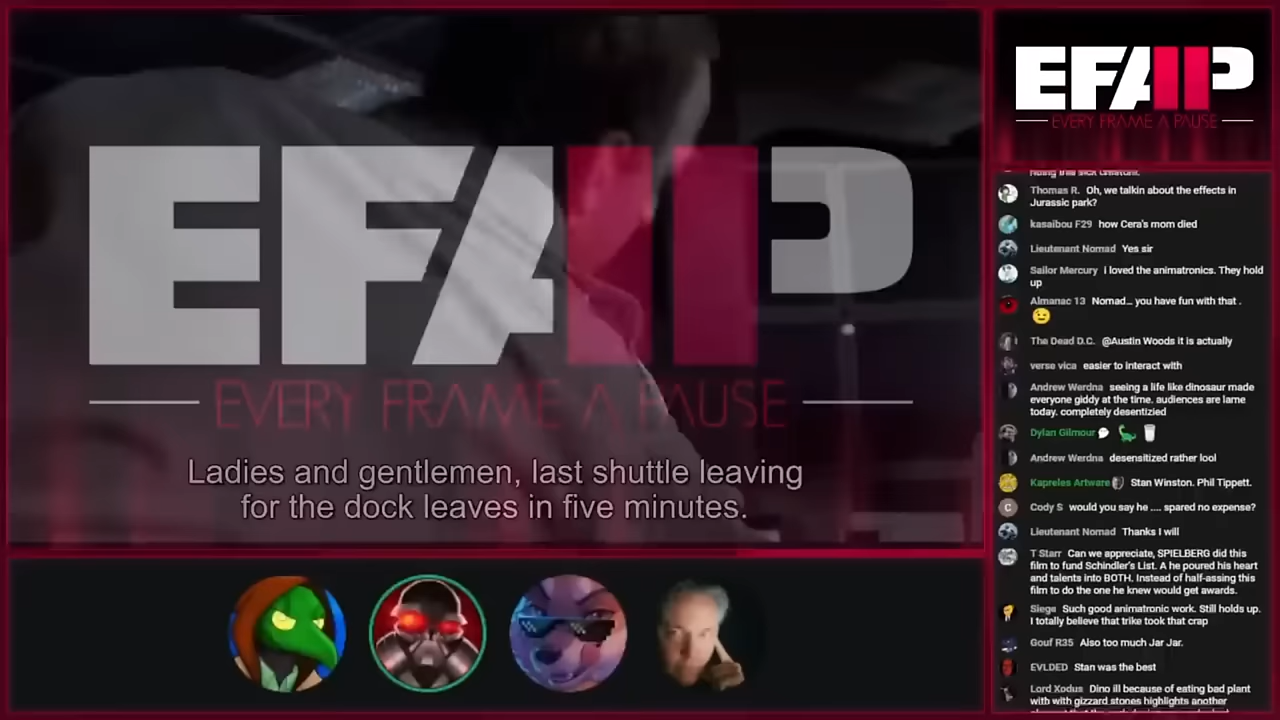 EFAP
EVERY FRAME A PAUSE
Ladies and gentlemen, last shuttle leaving
for the dock leaves in five minutes.
EFAP
EVERY FRAME A PAUSE
Thomas R. Oh, we talkin about the effects in
Jurassic park?
kasaibou F29 how Cera's mom died
Lieutenant Nomad Yes sir
Sailor Mercury i loved the animatronics. They hold
up
Almanac 13 Nomad... you have fun with that .
😉
The Dead D.C. @Austin Woods it is actually
verse vica easier to interact with
Andrew Werdna seeing a life like dinosaur made
everyone giddy at the time. audiences are lame
today. completely desentizied
Dylan Gilmour
Andrew Werdna desensitized rather lool
Kapreles Artware Stan Winston. Phil Tippett.
C Cody S would you say he .... spared no expense?
Lieutenant Nomad Thanks I will
T Starr Can we appreciate, SPIELBERG did this
film to fund Schindler's List. A he poured his heart
and talents into BOTH. Instead of half-assing this
film to do the one he knew would get awards.
Siege Such good animatronic work. Still holds up.
I totally believe that trike took that crap
Gouf R35 Also too much Jar Jar.
EVLDED Stan was the best
Lord Xodus Dino ill because of eating bad plant
with with gizzard stones highlights another